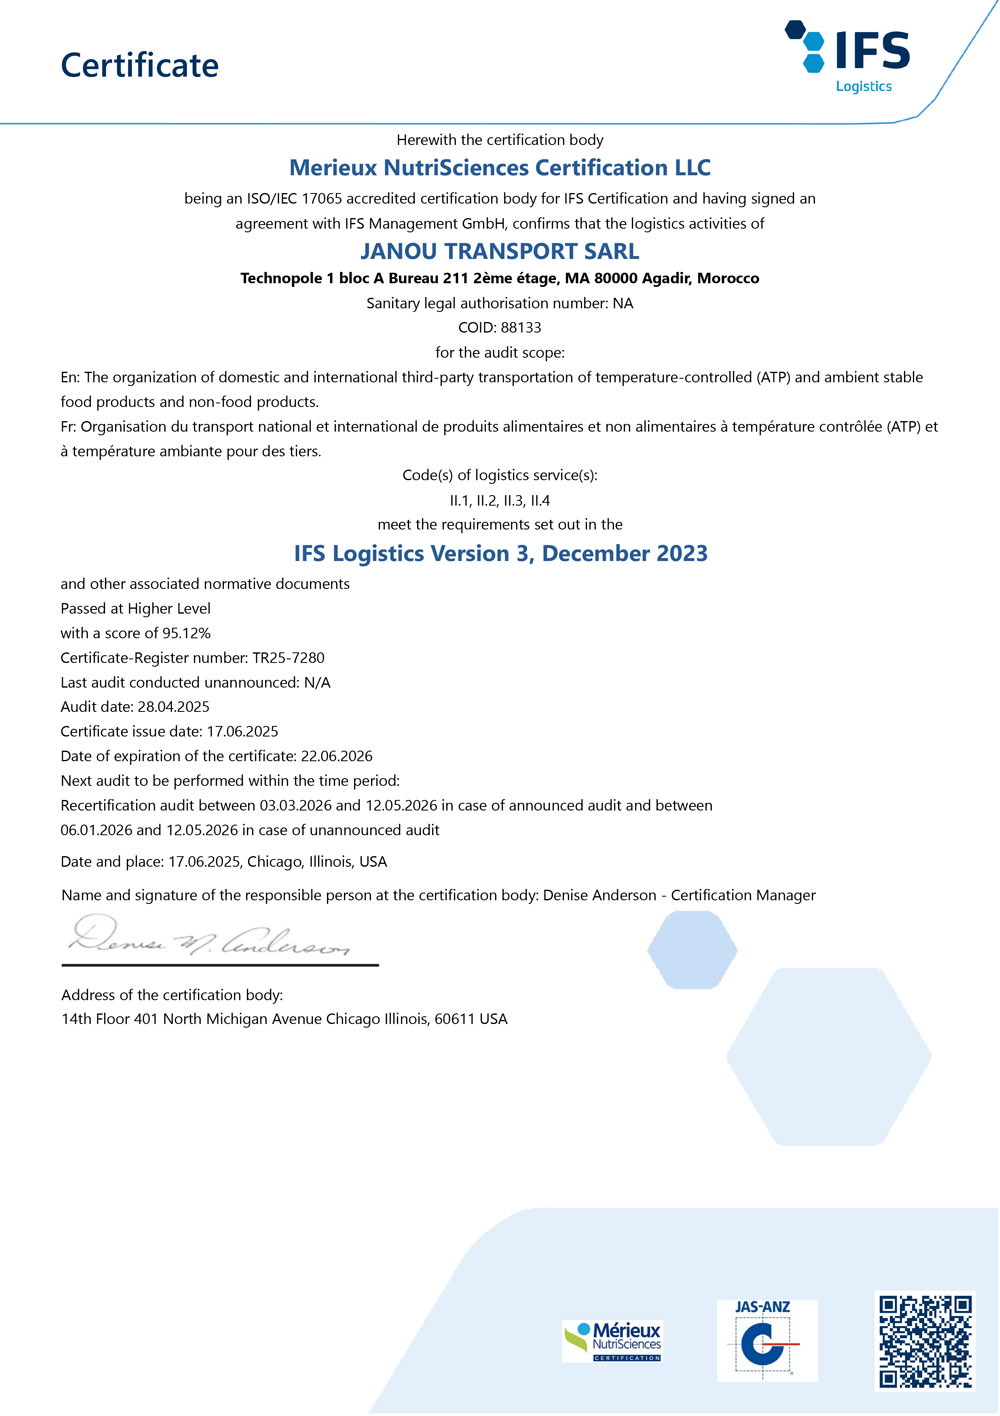 Certificate
IFS
Logistics
Herewith the certification body
Merieux NutriSciences Certification LLC
being an ISO/IEC 17065 accredited certification body for IFS Certification and having signed an
agreement with IFS Management GmbH, confirms that the logistics activities of
JANOU TRANSPORT SARL
Technopole 1 bloc A Bureau 211 2ème étage, MA 80000 Agadir, Morocco
Sanitary legal authorisation number: NA
COID: 88133
for the audit scope:
En: The organization of domestic and international third-party transportation of temperature-controlled (ATP) and ambient stable
food products and non-food products.
Fr: Organisation du transport national et international de produits alimentaires et non alimentaires à température contrôlée (ATP) et
à température ambiante pour des tiers.
Code(s) of logistics service(s):
II.1, II.2, II.3, II.4
meet the requirements set out in the
IFS Logistics Version 3, December 2023
and other associated normative documents
Passed at Higher Level
with a score of 95.12%
Certificate-Register number: TR25-7280
Last audit conducted unannounced: N/A
Audit date: 28.04.2025
Certificate issue date: 17.06.2025
Date of expiration of the certificate: 22.06.2026
Next audit to be performed within the time period:
Recertification audit between 03.03.2026 and 12.05.2026 in case of announced audit and between
06.01.2026 and 12.05.2026 in case of unannounced audit
Date and place: 17.06.2025, Chicago, Illinois, USA
Name and signature of the responsible person at the certification body: Denise Anderson - Certification Manager
Denise M. Anderson
Address of the certification body:
14th Floor 401 North Michigan Avenue Chicago Illinois, 60611 USA
Mérieux
NutriSciences
CERTIFICATION
JAS-ANZ